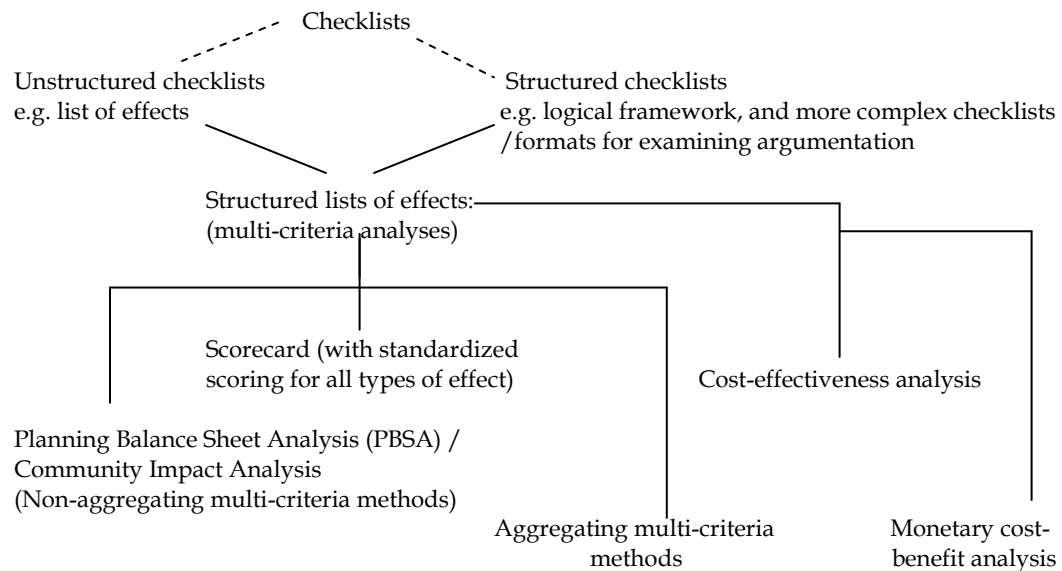 Checklists
Unstructured checklists
e.g. list of effects
Structured checklists
e.g. logical framework, and more complex checklists
/formats for examining argumentation
Structured lists of effects:
(multi-criteria analyses)
Scorecard (with standardized
scoring for all types of effect)
Cost-effectiveness analysis
Planning Balance Sheet Analysis (PBSA) /
Community Impact Analysis
(Non-aggregating multi-criteria methods)
Aggregating multi-criteria
methods
Monetary cost-
benefit analysis